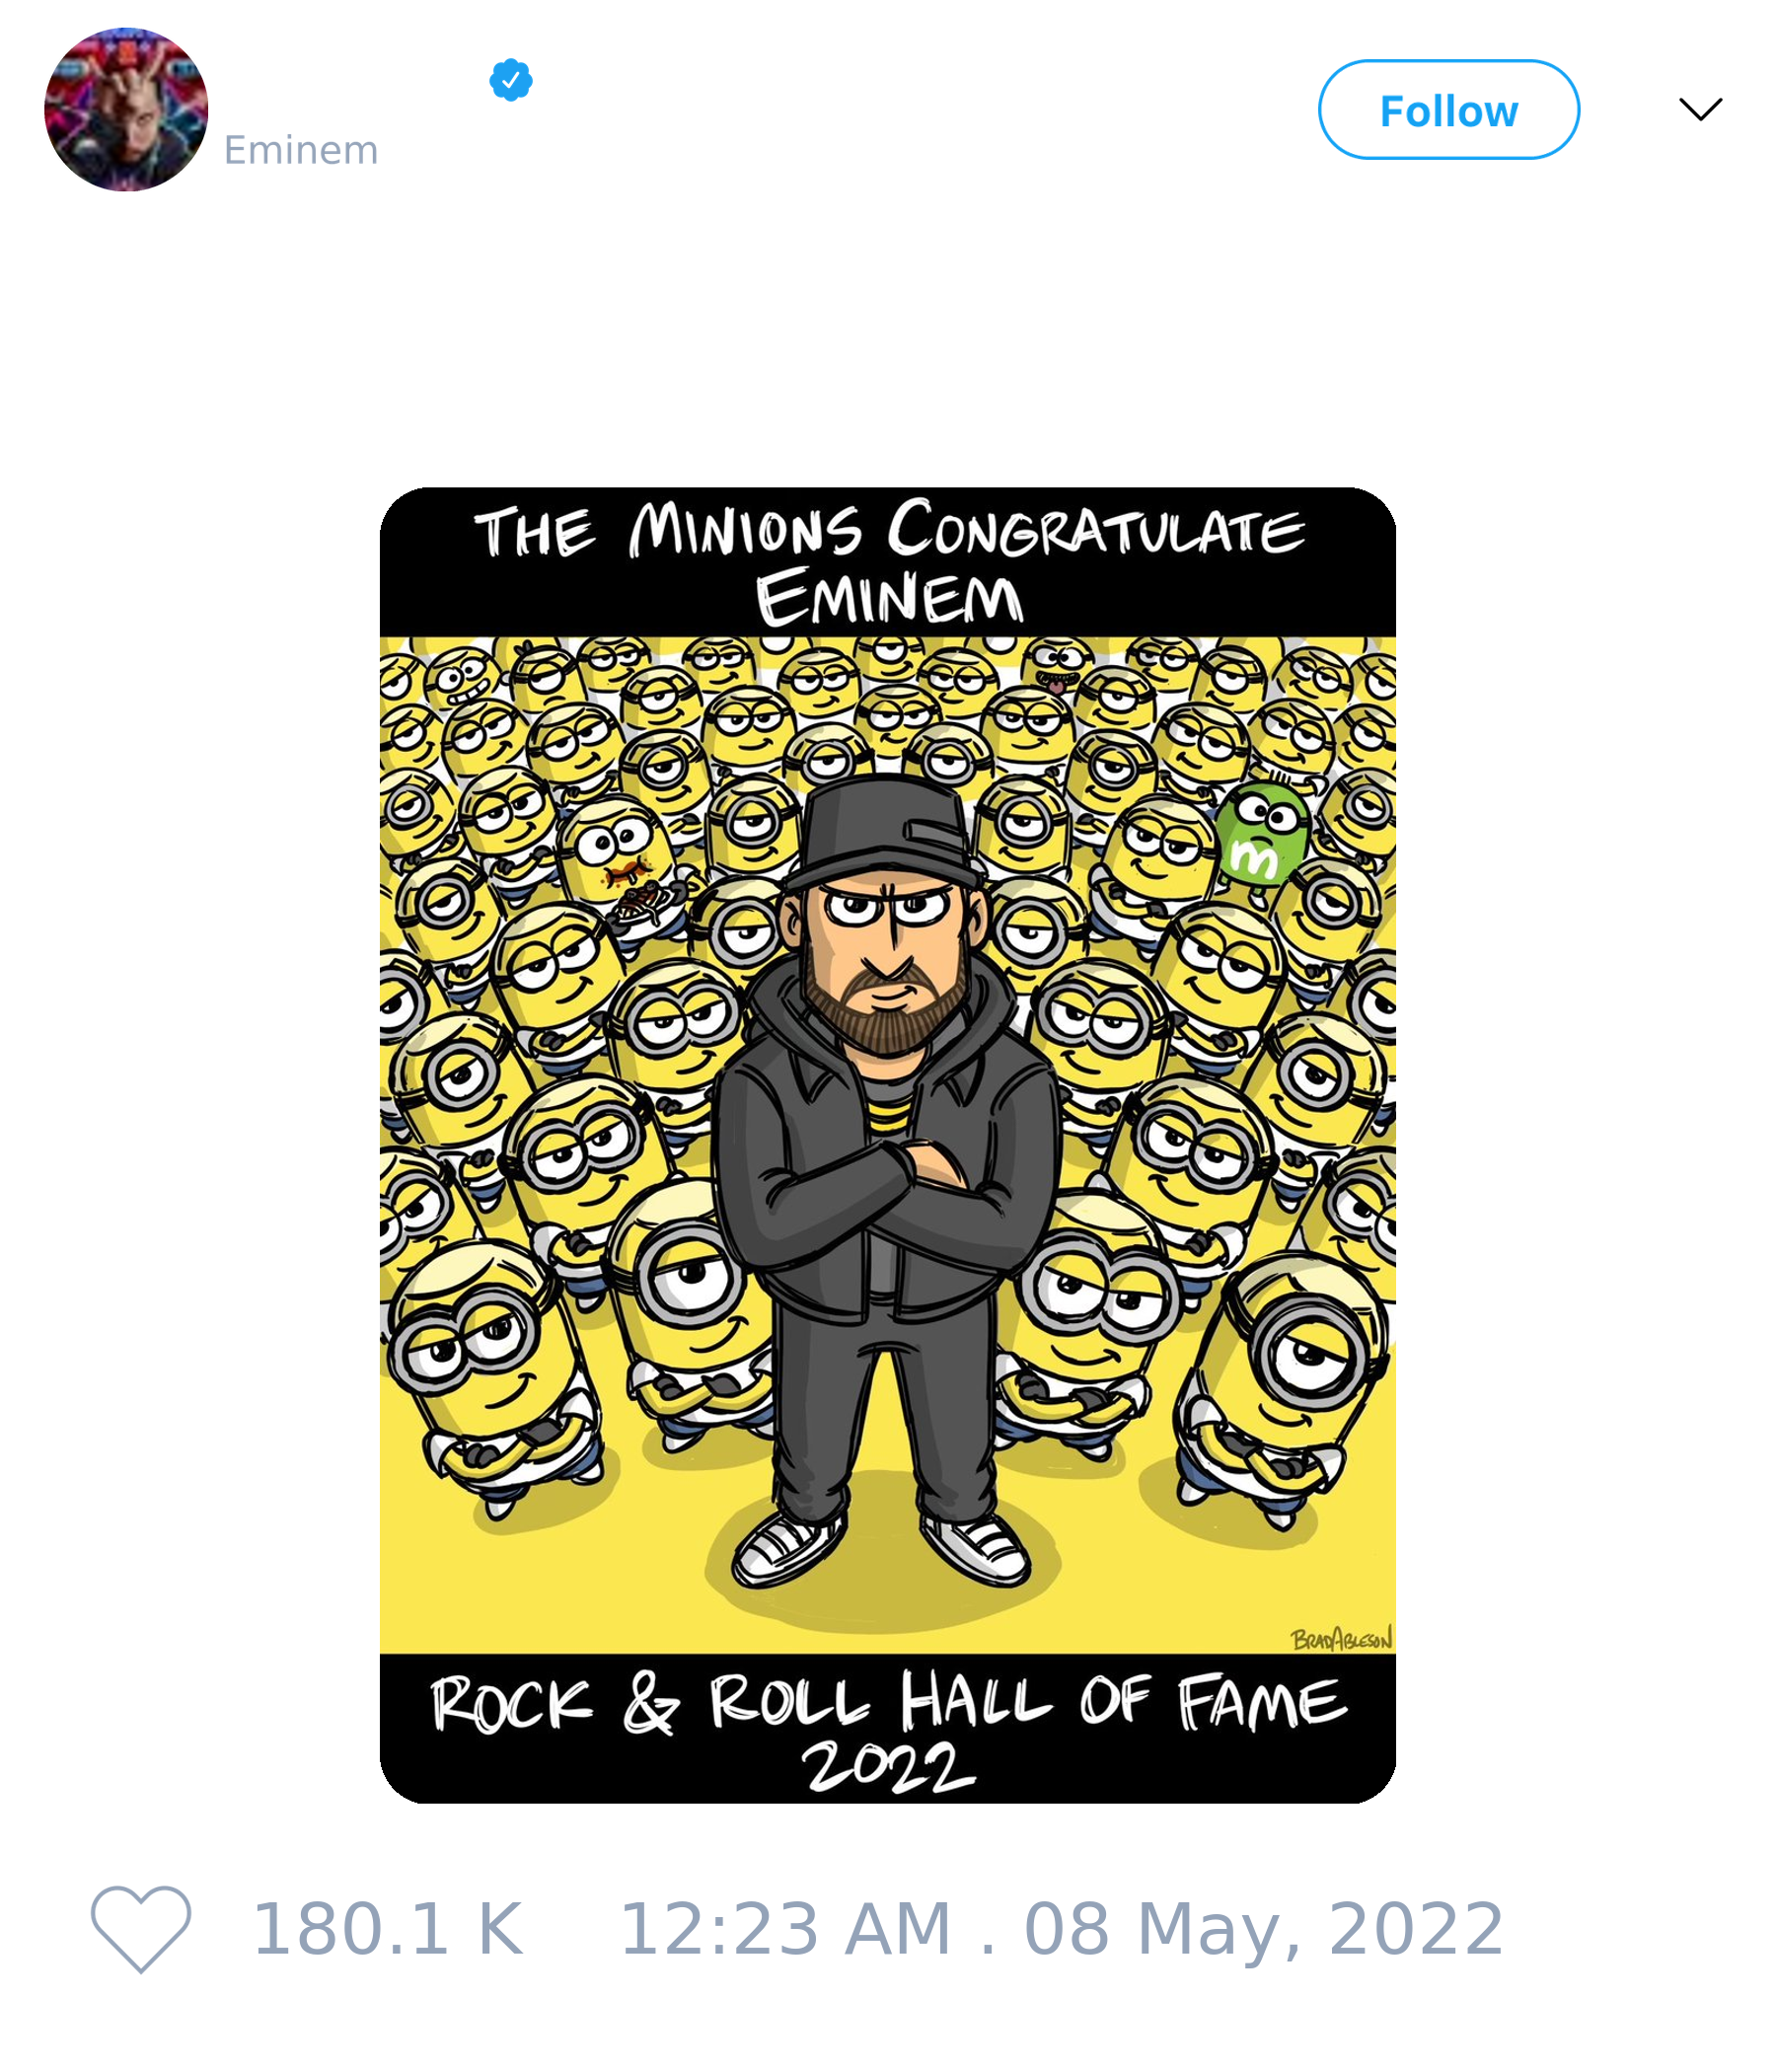 Eminem
Follow
THE MINIONS CONGRATULATE
EMINEM
m
BRADABLESON
ROCK & ROLL HALL OF FAME
2022
180.1 K 12:23 AM . 08 May, 2022